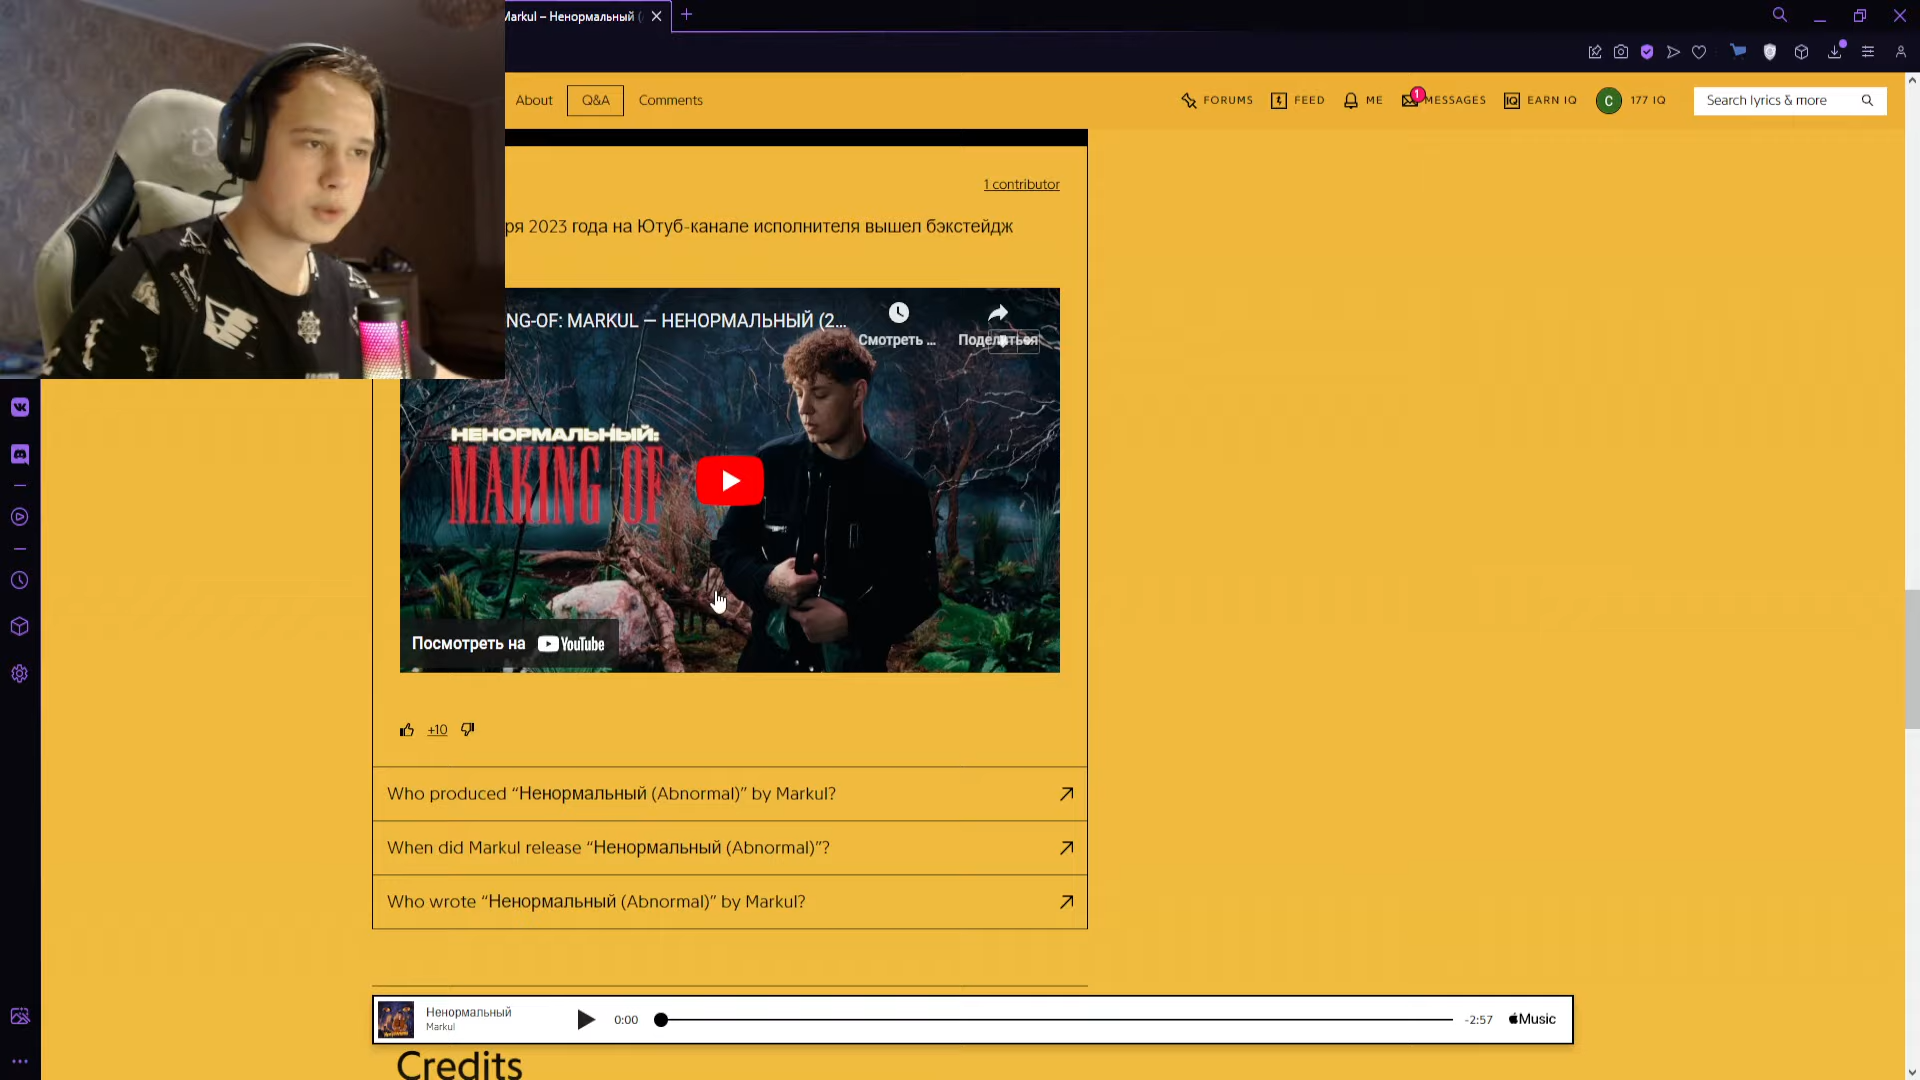 Markul – Ненормальный (
About
Q&A
Comments
FORUMS
FEED
ME
1
MESSAGES
IQ
EARN IQ
C
177 IQ
Search lyrics & more
1 contributor
ря 2023 года на Ютуб-канале исполнителя вышел бэкстейдж
NG-OF: MARKUL — НЕНОРМАЛЬНЫЙ (2...
Смотреть ...
Поделиться
НЕНОРМАЛЬНЫЙ:
MAKING OF
Посмотреть на YouTube
+10
Who produced “Ненормальный (Abnormal)” by Markul?
When did Markul release “Ненормальный (Abnormal)”?
Who wrote “Ненормальный (Abnormal)” by Markul?
Ненормальный
Markul
0:00
-2:57
Music
Credits